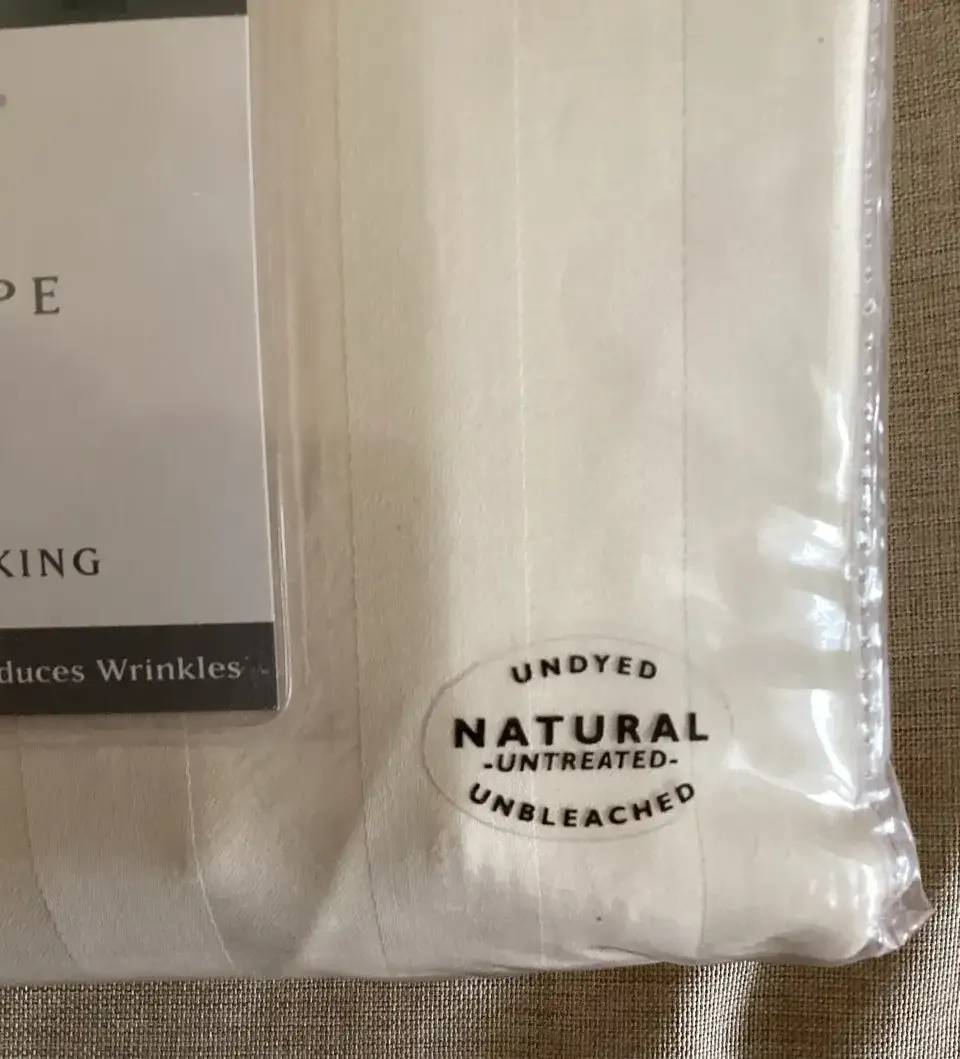 PE
KING
duces Wrinkles
UNDYED
NATURAL
-UNTREATED-
UNBLEACHED